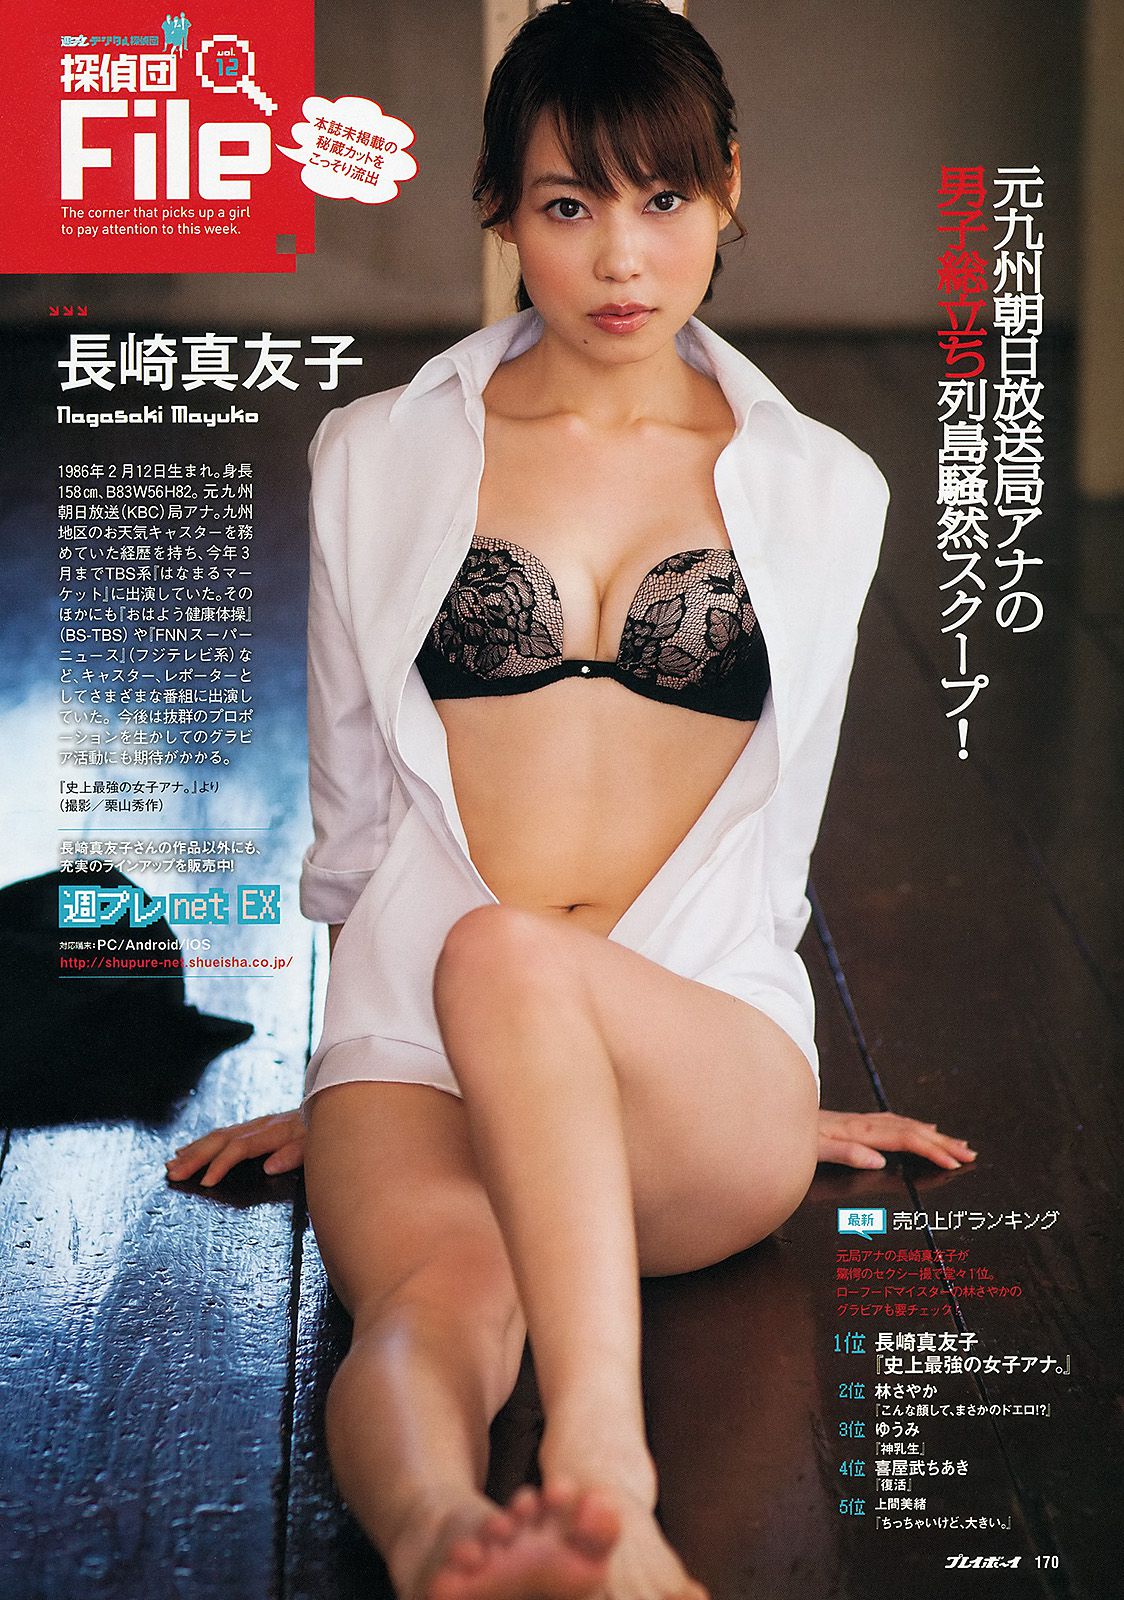 週プレ デジタル探偵団
探偵団
vol.
12
File
The corner that picks up a girl
to pay attention to this week.
本誌未掲載の
秘蔵カットを
こっそり流出
元九州朝日放送局アナの
男子総立ち列島騒然スクープ!
長崎真友子
Nagasaki Mayuko
1986年2月12日生まれ。身長
158㎝、B83W56H82。元九州
朝日放送(KBC)局アナ。九州
地区のお天気キャスターを務
めていた経歴を持ち、今年3
月までTBS系『はなまるマー
ケット』に出演していた。その
ほかにも『おはよう健康体操』
(BS-TBS)や『FNNスーパー
ニュース』(フジテレビ系)な
ど、キャスター、レポーターと
してさまざまな番組に出演し
ていた。今後は抜群のプロポ
ーションを生かしてのグラビ
ア活動にも期待がかかる。
『史上最強の女子アナ。』より
(撮影／栗山秀作)
長崎真友子さんの作品以外にも、
充実のラインアップを販売中!
週プレ net EX
対応端末：PC/Android/iOS
http://shupure-net.shueisha.co.jp/
最新 売り上げランキング
元局アナの長崎真友子が
驚愕のセクシー撮で堂々1位。
ローフードマイスターの林さやかの
グラビアも要チェック!
1位 長崎真友子
『史上最強の女子アナ。』
2位 林さやか
『こんな顔して、まさかのドエロ!?』
3位 ゆうみ
『神乳生』
4位 喜屋武ちあき
『復活』
5位 上間美緒
『ちっちゃいけど、大きい。』
プレイボーイ 170